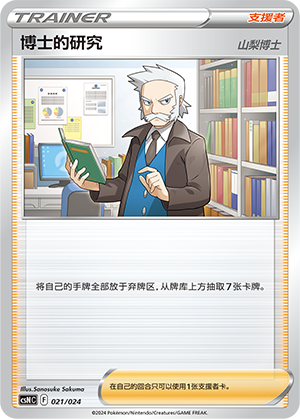 TRAINER
支援者
博士的研究
山梨博士
将自己的手牌全部放于弃牌区，从牌库上方抽取7张卡牌。
Illus.Sanosuke Sakuma
csNC F 021/024
在自己的回合只可以使用1张支援者卡。
©2024 Pokémon/Nintendo/Creatures/GAME FREAK.